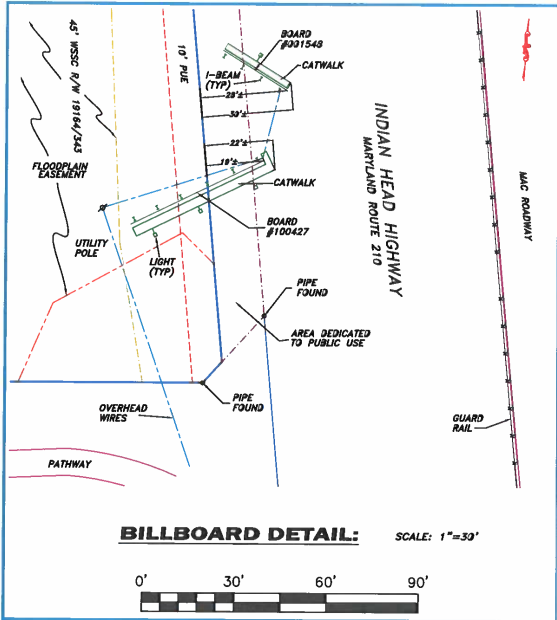 BOARD
#001548
CATWALK
I-BEAM
(TYP)
28'±
30'±
22'±
19'±
10' PUE
45' WSSC R/W 19164/343
FLOODPLAIN
EASEMENT
INDIAN HEAD HIGHWAY
MARYLAND ROUTE 210
MAC ROADWAY
CATWALK
BOARD
#100427
UTILITY
POLE
LIGHT
(TYP)
PIPE
FOUND
AREA DEDICATED
TO PUBLIC USE
PIPE
FOUND
OVERHEAD
WIRES
GUARD
RAIL
PATHWAY
BILLBOARD DETAIL:
SCALE: 1"=30'
0' 30' 60' 90'